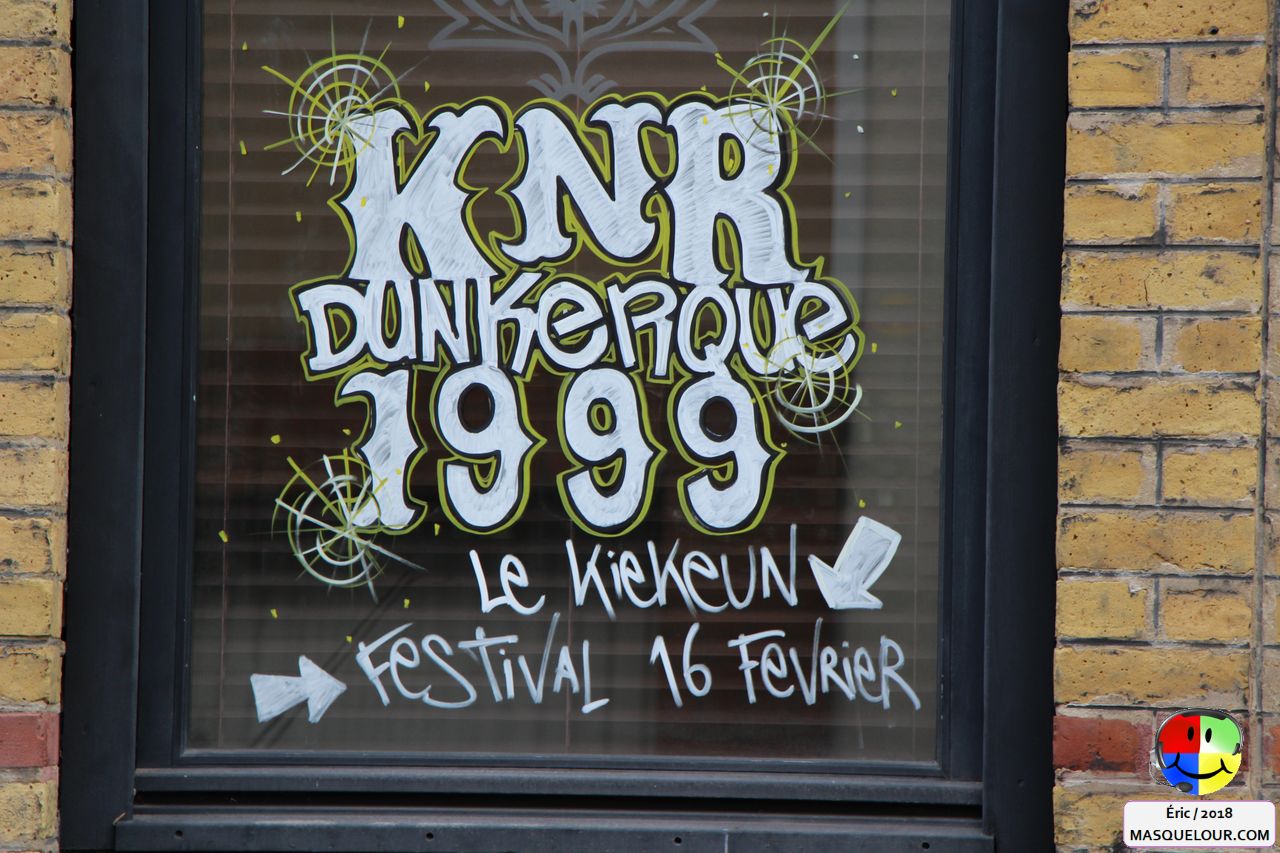 KNR
DUNKERQUE
1999
LE KIEKEUN
FESTIVAL 16 FEVRIER
Éric / 2018
MASQUELOUR.COM